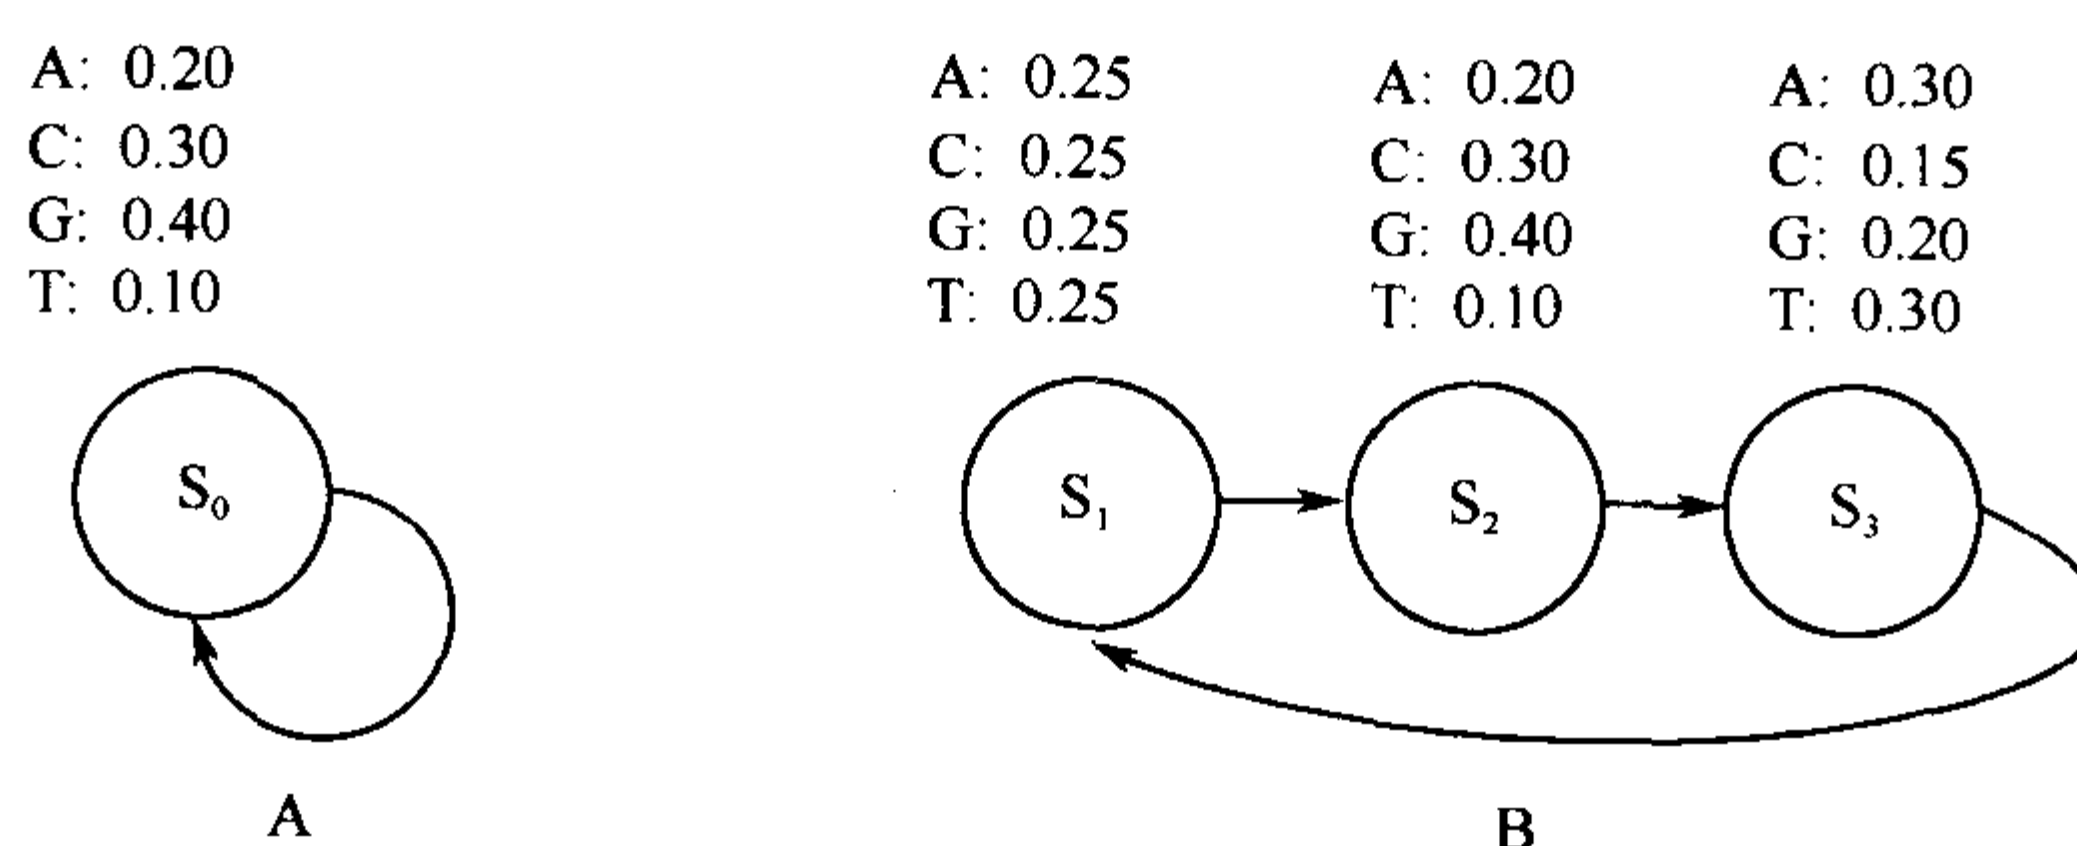 A: 0.20
C: 0.30
G: 0.40
T: 0.10
A: 0.25
C: 0.25
G: 0.25
T: 0.25
A: 0.20
C: 0.30
G: 0.40
T: 0.10
A: 0.30
C: 0.15
G: 0.20
T: 0.30
S₀
S₁
S₂
S₃
A
B